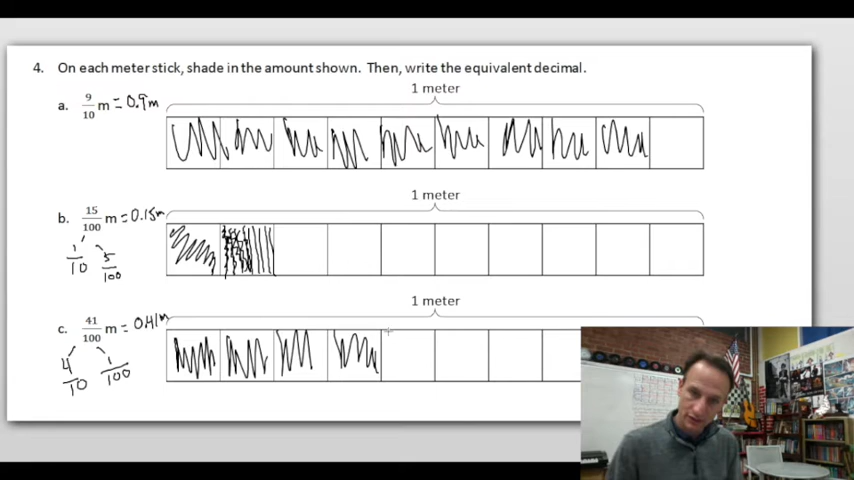 4. On each meter stick, shade in the amount shown. Then, write the equivalent decimal.
1 meter
a. 9/10 m = 0.9m
1 meter
b. 15/100 m = 0.15m
1/10 5/100
1 meter
c. 41/100 m = 0.41m
4/10 1/100